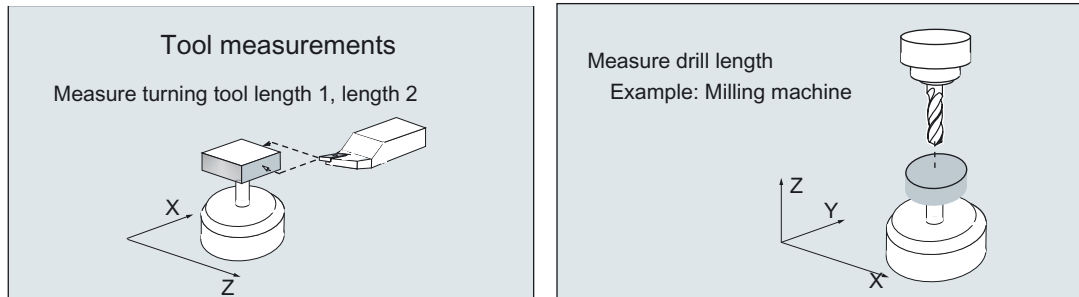 Tool measurements
Measure turning tool length 1, length 2
X
Z
Measure drill length
Example: Milling machine
Z
Y
X